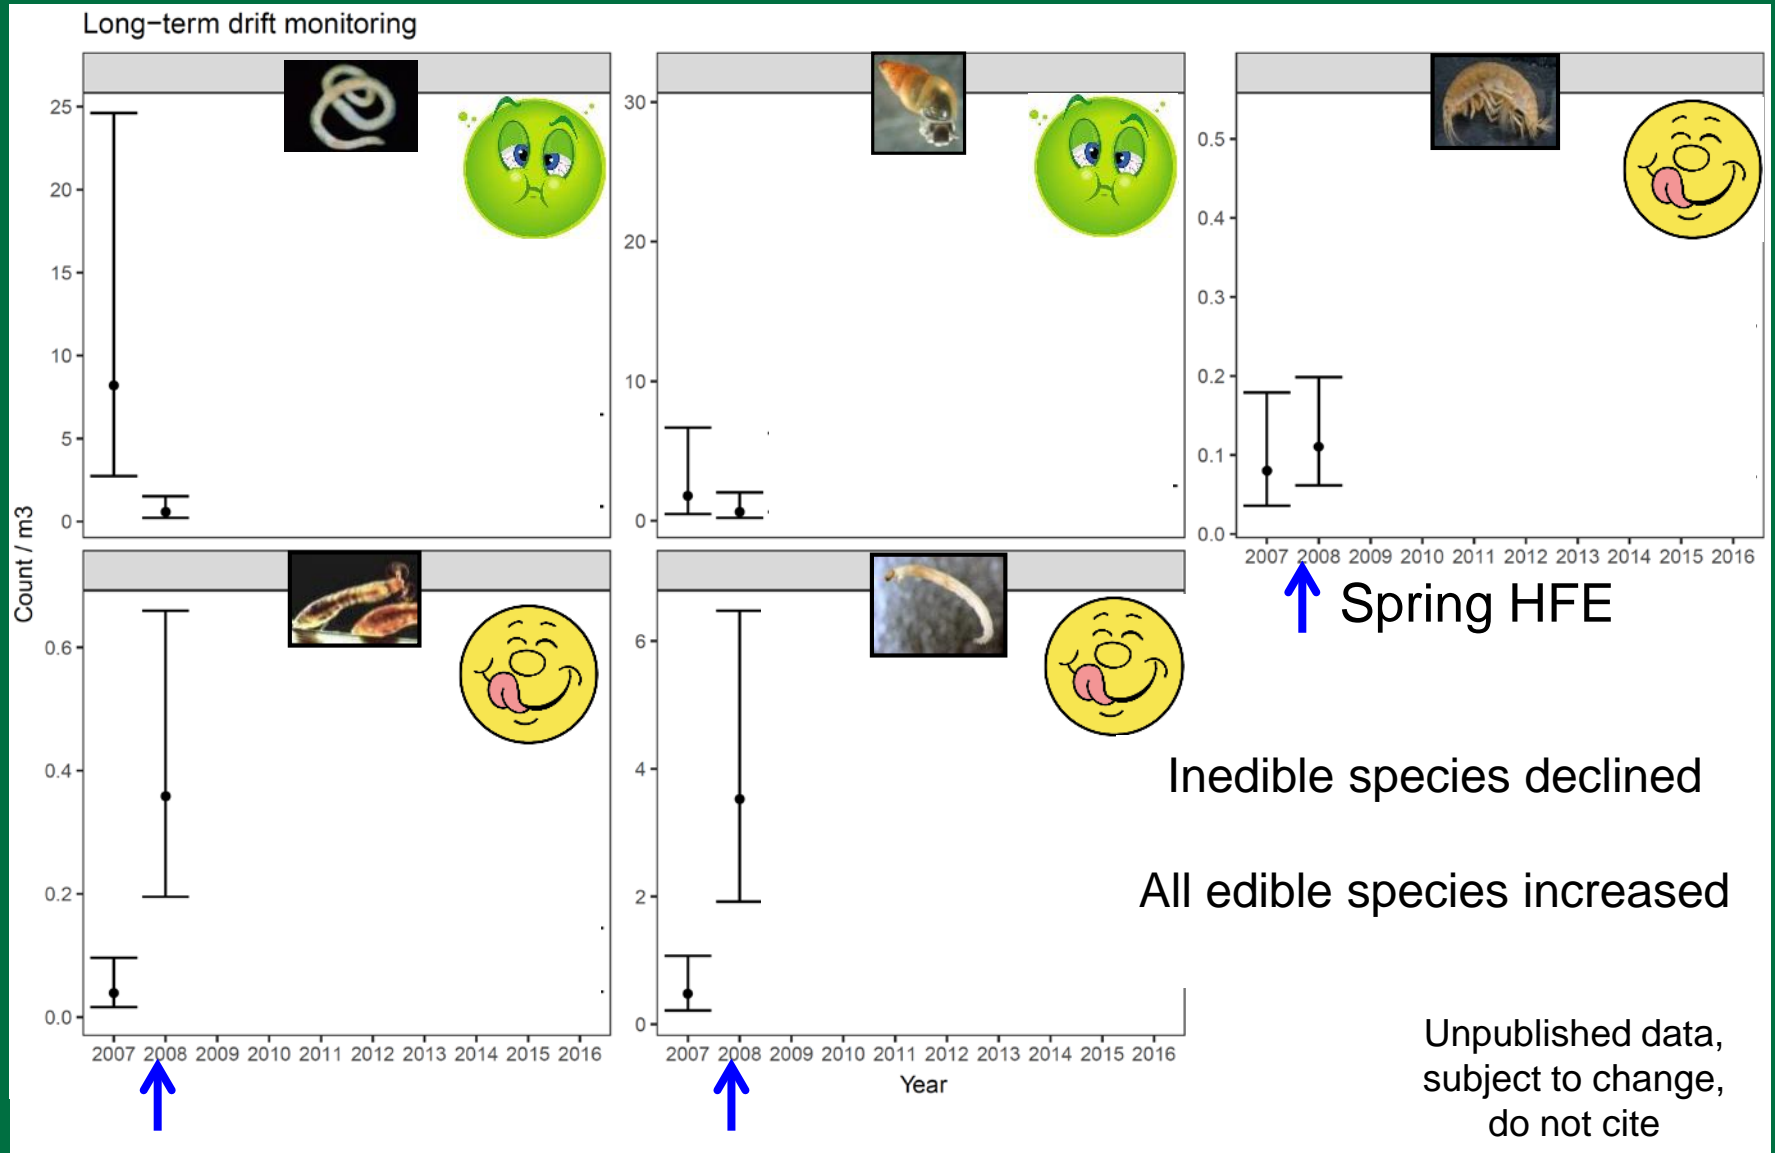 Long-term drift monitoring
Count / m3
25
20
15
10
5
0
30
20
10
0
0.5
0.4
0.3
0.2
0.1
0.0
2007 2008 2009 2010 2011 2012 2013 2014 2015 2016
Spring HFE
0.6
0.4
0.2
0.0
2007 2008 2009 2010 2011 2012 2013 2014 2015 2016
6
4
2
0
2007 2008 2009 2010 2011 2012 2013 2014 2015 2016
Year
Inedible species declined
All edible species increased
Unpublished data,
subject to change,
do not cite